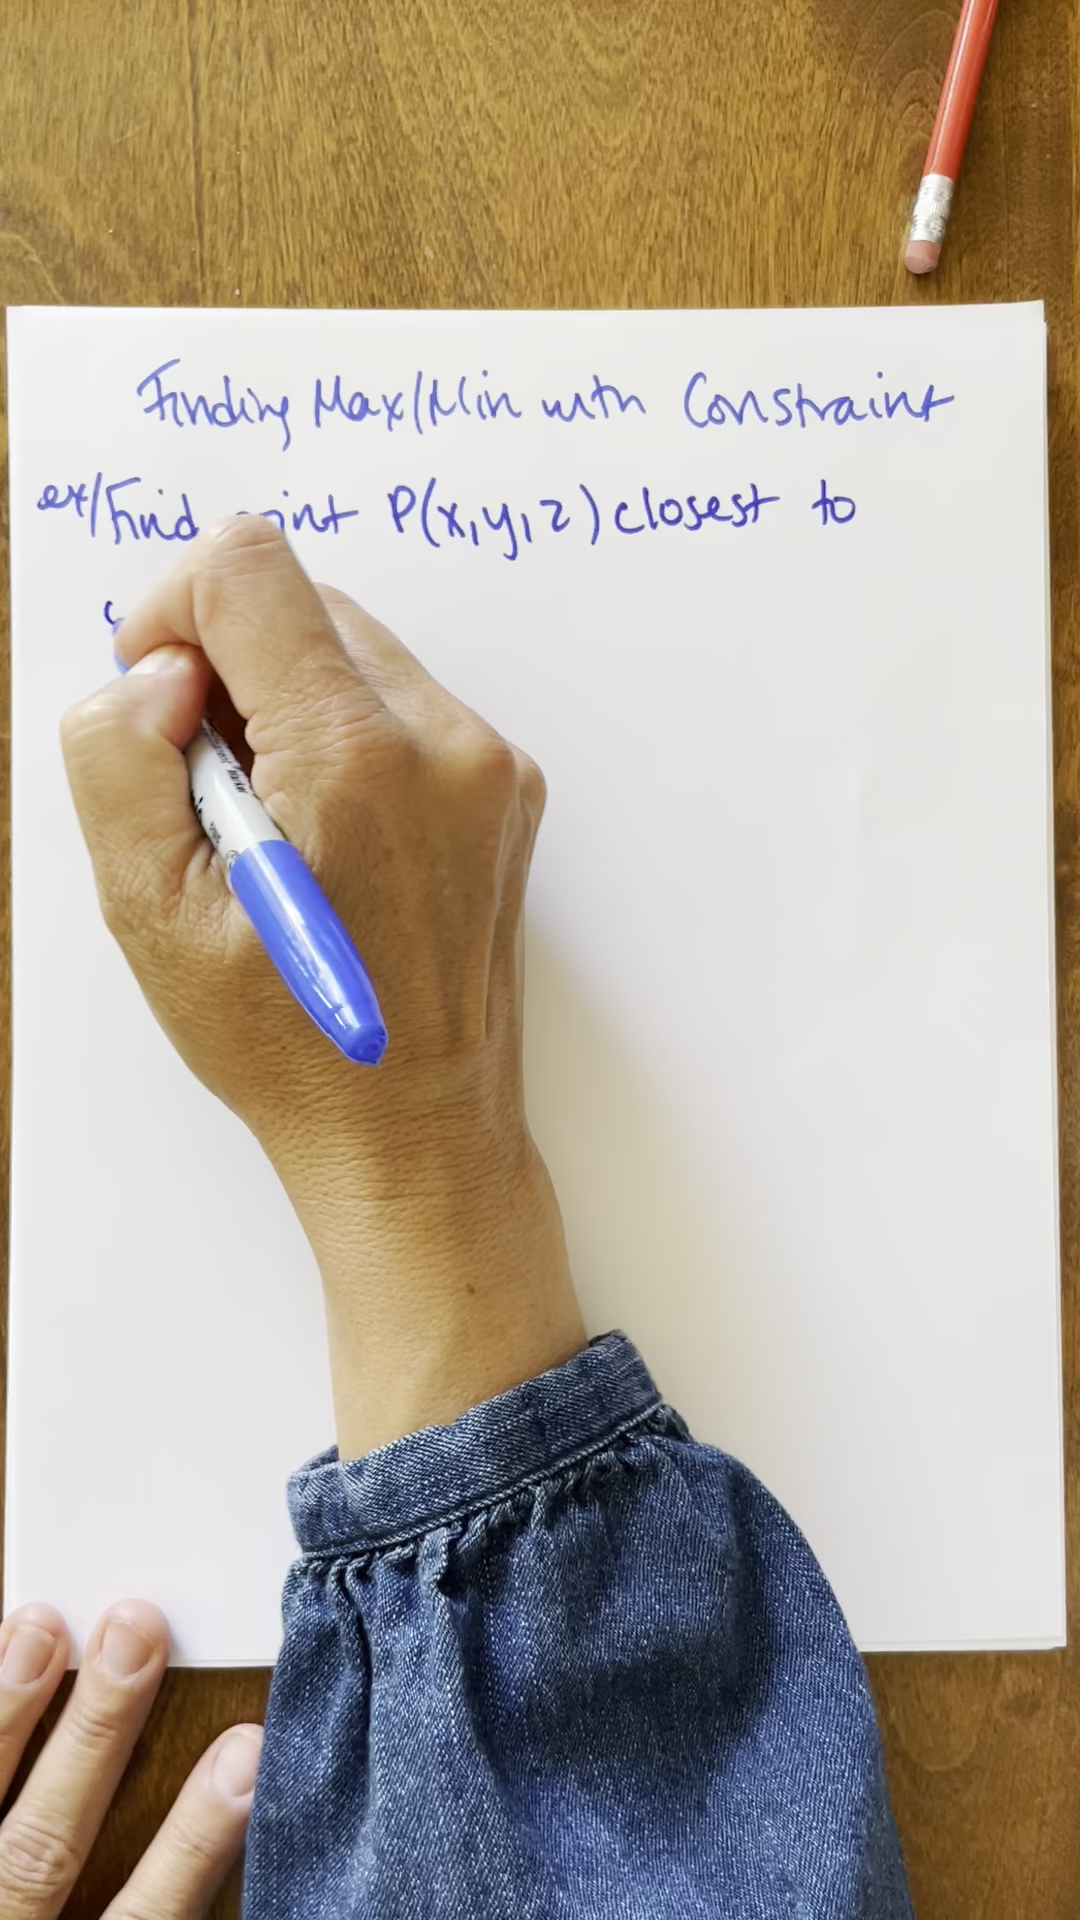 Finding Max/Min with Constraint
ex/Find point P(x,y,z) closest to